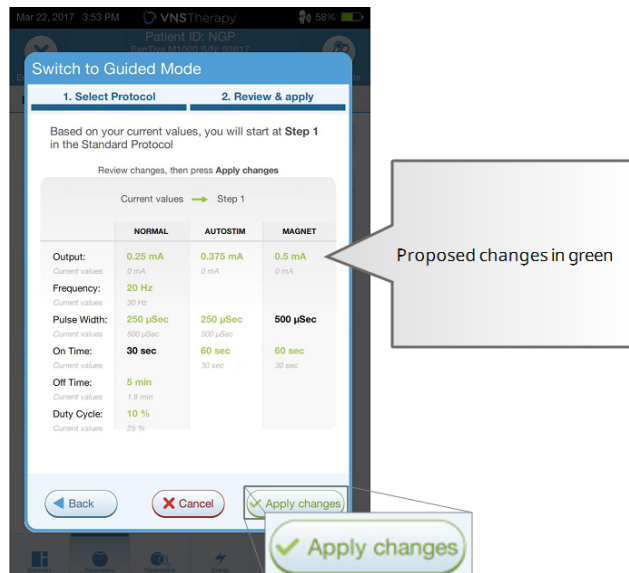 Mar 22, 2017 3:53 PM VNSTherapy 58%
Patient ID: NGP
SenTiva M1000 S/N: 93617
Switch to Guided Mode
1. Select Protocol 2. Review & apply
Based on your current values, you will start at Step 1
in the Standard Protocol
Review changes, then press Apply changes
Current values Step 1
NORMAL AUTOSTIM MAGNET
Output: 0.25 mA 0.375 mA 0.5 mA
Current values 0 mA 0 mA 0 mA
Frequency: 20 Hz
Current values 30 Hz
Pulse Width: 250 µSec 250 µSec 500 µSec
Current values 500 µSec 500 µSec
On Time: 30 sec 60 sec 60 sec
Current values 30 sec 30 sec
Off Time: 5 min
Current values 1.8 min
Duty Cycle: 10 %
Current values 25 %
Proposed changes in green
Back Cancel Apply changes
Apply changes
Summary Parameters Diagnostics Events